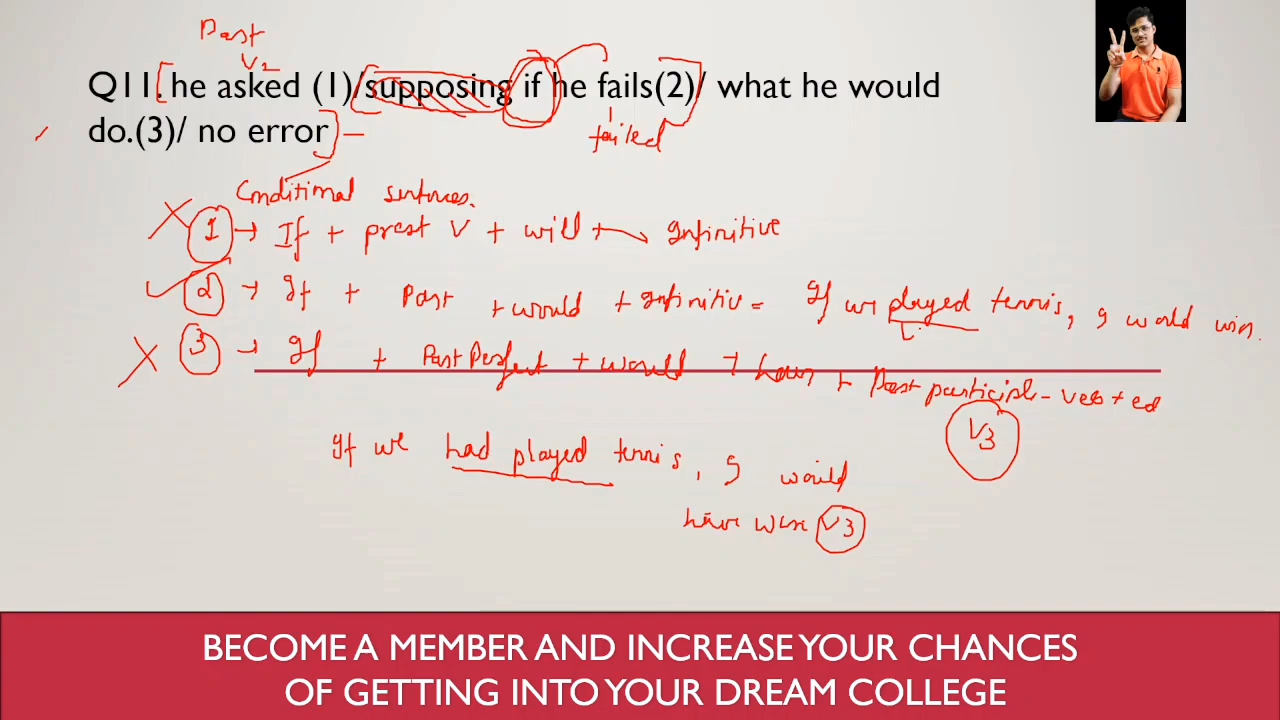 Past
V2
Q11. he asked (1)/supposing if he fails(2)/ what he would
do.(3)/ no error
failed
Conditional sentences.
1 → If + prest V + will + Infinitive
2 → If + Past + would + Infinitive = If we played tennis, I would win.
3 → If + Past Perfect + would + have + Past participle - veb + ed
V3
If we had played tennis, I would
have won V3
BECOME A MEMBER AND INCREASE YOUR CHANCES
OF GETTING INTO YOUR DREAM COLLEGE